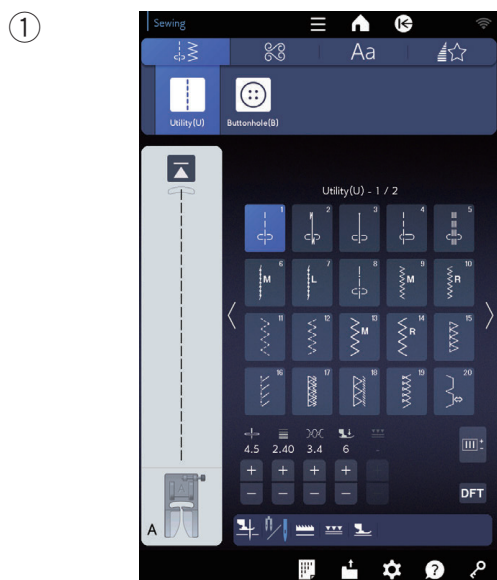 ①
Sewing
Aa
Utility(U) Buttonhole(B)
Utility(U) - 1 / 2
1 2 3 4 5
6 M 7 L 8 9 M 10 R
11 12 13 M 14 R 15
16 17 18 19 20
4.5 2.40 3.4 6 -
+ + + +
- - - -
DFT
A
?